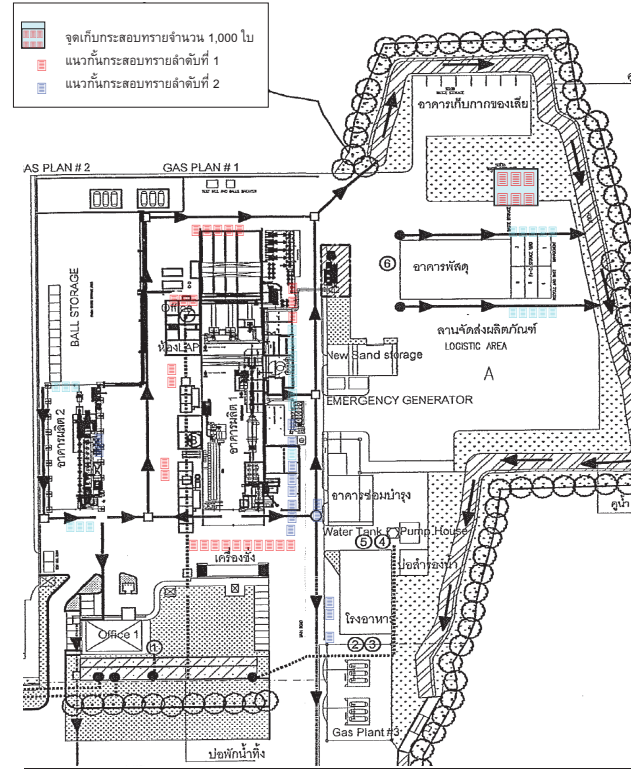 จุดเก็บกระสอบทรายจำนวน 1,000 ใบ
แนวกั้นกระสอบทรายลำดับที่ 1
แนวกั้นกระสอบทรายลำดับที่ 2
อาคารเก็บกากของเสีย
AS PLAN # 2
GAS PLAN # 1
BALL STORAGE
Office
ห้องLAP
อาคารผลิต 1
อาคารผลิต 2
6
อาคารพัสดุ
ลานจัดส่งผลิตภัณฑ์
LOGISTIC AREA
A
New Sand storage
EMERGENCY GENERATOR
อาคารซ่อมบำรุง
Water Tank
Pump House
5 4
บ่อสำรองน้ำ
คูน้ำ
เครื่องชั่ง
โรงอาหาร
Office 1
1
2 3
Gas Plant #3
บ่อพักน้ำทิ้ง